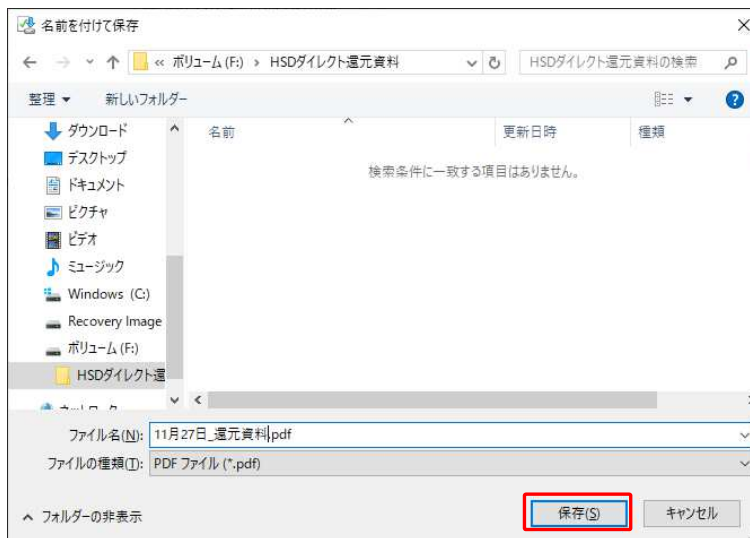 名前を付けて保存
« ボリューム (F:) › HSDダイレクト還元資料
HSDダイレクト還元資料の検索
整理 ▼ 新しいフォルダー
名前 更新日時 種類
検索条件に一致する項目はありません。
ダウンロード
デスクトップ
ドキュメント
ピクチャ
ビデオ
ミュージック
Windows (C:)
Recovery Image
ボリューム (F:)
HSDダイレクト還
ファイル名(N): 11月27日_還元資料.pdf
ファイルの種類(T): PDF ファイル (*.pdf)
フォルダーの非表示
保存(S) キャンセル